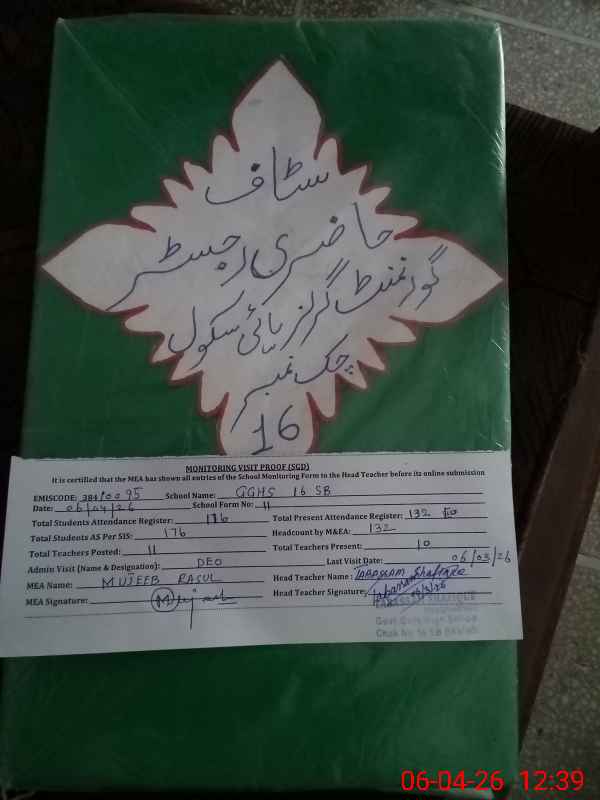 سٹاف
حاضری رجسٹر
گورنمنٹ گرلز ہائی سکول
چک نمبر
16
MONITORING VISIT PROOF (SGD)
It is certified that the MEA has shown all entries of the School Monitoring Form to the Head Teacher before its online submission
EMISCODE: 38410095 School Name: GGHS 16 SB
Date: 06/04/26 School Form No: 11
Total Students Attendance Register: 176 Total Present Attendance Register: 132
Total Students AS Per SIS: 176 Headcount by M&EA: 132
Total Teachers Posted: 11 Total Teachers Present: 10
Admin Visit (Name & Designation): DEO Last Visit Date: 06/03/26
MEA Name: MUJEEB RASUL Head Teacher Name: TABASSAM
MEA Signature: Head Teacher Signature:
06-04-26 12:39